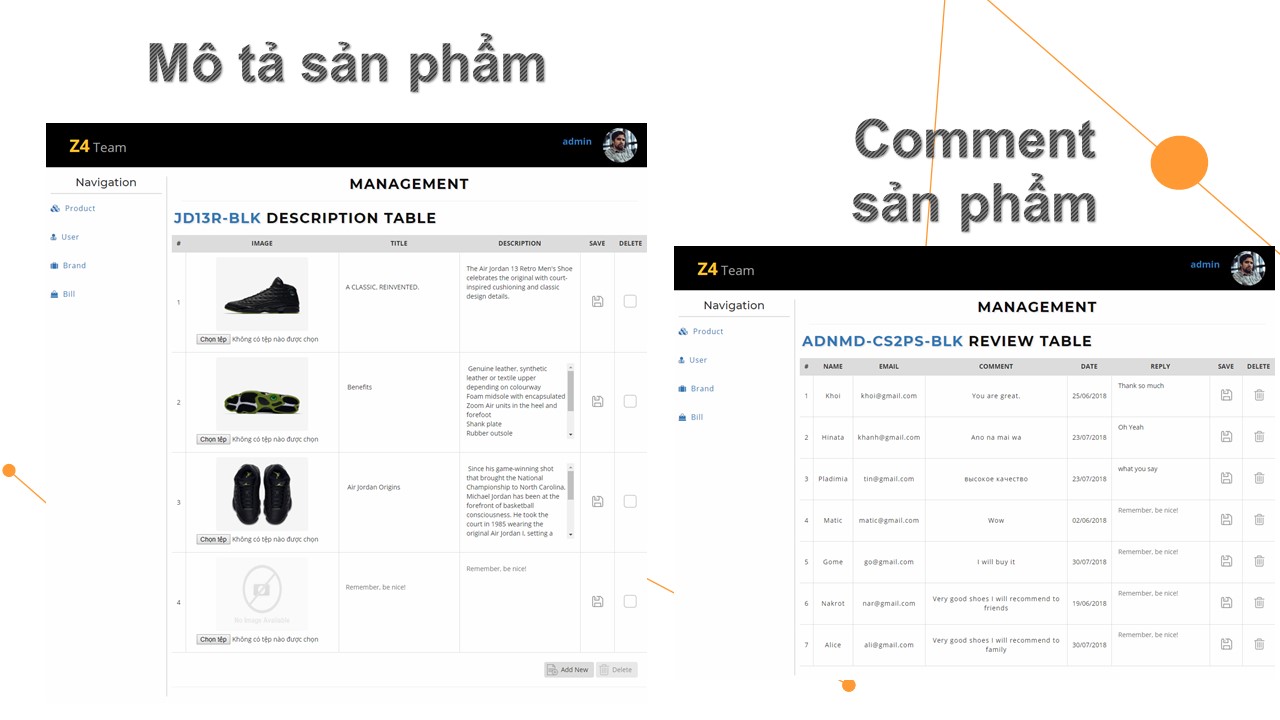 Mô tả sản phẩm
Z4 Team
admin
Navigation
Product
User
Brand
Bill
MANAGEMENT
JD13R-BLK DESCRIPTION TABLE
# IMAGE TITLE DESCRIPTION SAVE DELETE
1
Chọn tệp Không có tệp nào được chọn
A CLASSIC, REINVENTED.
The Air Jordan 13 Retro Men's Shoe
celebrates the original with court-
inspired cushioning and classic
design details.
2
Chọn tệp Không có tệp nào được chọn
Benefits
Genuine leather, synthetic
leather or textile upper
depending on colourway
Foam midsole with encapsulated
Zoom Air units in the heel and
forefoot
Shank plate
Rubber outsole
3
Chọn tệp Không có tệp nào được chọn
Air Jordan Origins
Since his game-winning shot
that brought the National
Championship to North Carolina,
Michael Jordan has been at the
forefront of basketball
consciousness. He took the
court in 1985 wearing the
original Air Jordan I, setting a
4
No Image Available
Chọn tệp Không có tệp nào được chọn
Remember, be nice!
Remember, be nice!
Add New Delete
Comment
sản phẩm
Z4 Team
admin
Navigation
Product
User
Brand
Bill
MANAGEMENT
ADNMD-CS2PS-BLK REVIEW TABLE
# NAME EMAIL COMMENT DATE REPLY SAVE DELETE
1 Khoi khoi@gmail.com You are great. 25/06/2018 Thank so much
2 Hinata khanh@gmail.com Ano na mai wa 23/07/2018 Oh Yeah
3 Pladimia tin@gmail.com высокое качество 23/07/2018 what you say
4 Matic matic@gmail.com Wow 02/06/2018 Remember, be nice!
5 Gome go@gmail.com I will buy it 30/07/2018 Remember, be nice!
6 Nakrot nar@gmail.com Very good shoes I will recommend to
friends 19/06/2018 Remember, be nice!
7 Alice ali@gmail.com Very good shoes I will recommend to
family 30/07/2018 Remember, be nice!